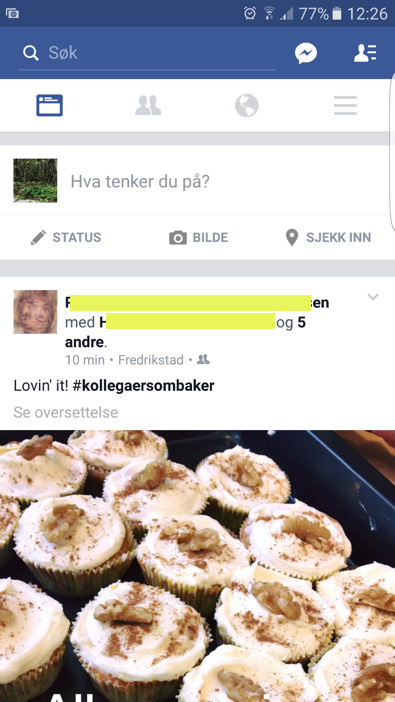 77% 12:26
Søk
Hva tenker du på?
STATUS BILDE SJEKK INN
sen
med H og 5
andre.
10 min • Fredrikstad •
Lovin' it! #kollegaersombaker
Se oversettelse